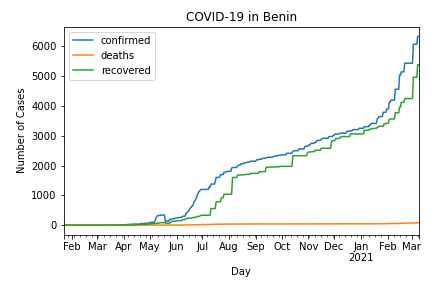 COVID-19 in Benin
confirmed
deaths
recovered
Number of Cases
6000
5000
4000
3000
2000
1000
0
Feb Mar Apr May Jun Jul Aug Sep Oct Nov Dec Jan Feb Mar
2021
Day